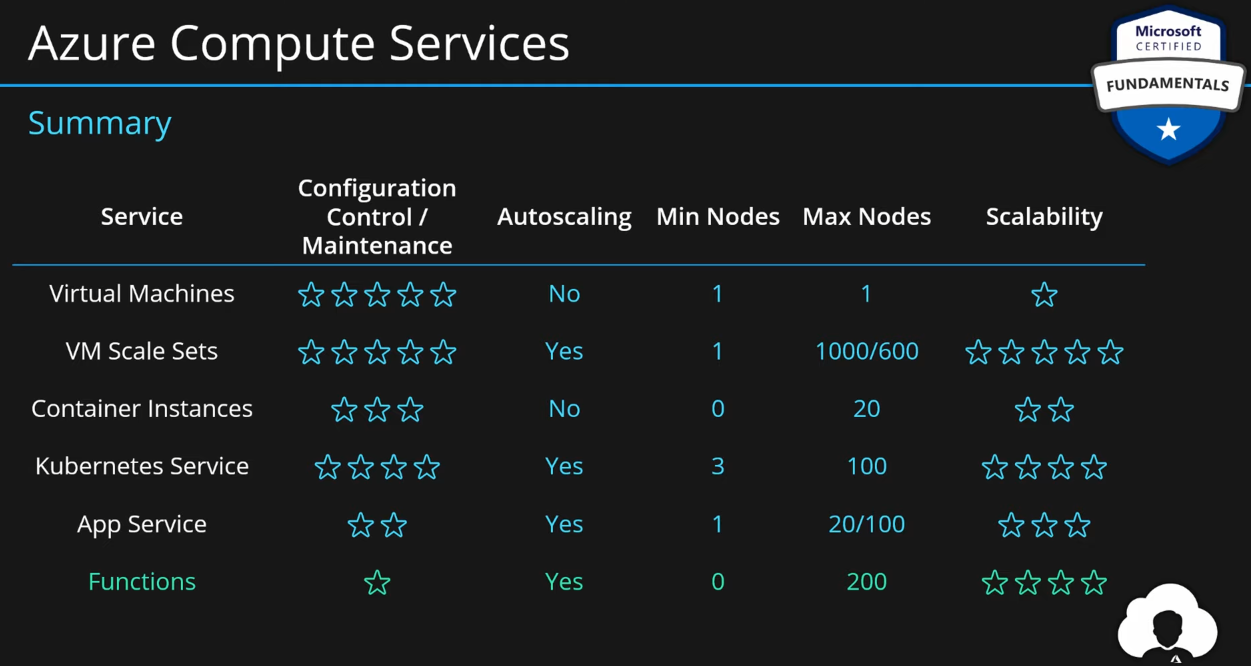 Azure Compute Services
Microsoft
CERTIFIED
FUNDAMENTALS
Summary
Service
Configuration
Control /
Maintenance
Autoscaling
Min Nodes
Max Nodes
Scalability
Virtual Machines No 1 1
VM Scale Sets Yes 1 1000/600
Container Instances No 0 20
Kubernetes Service Yes 3 100
App Service Yes 1 20/100
Functions Yes 0 200